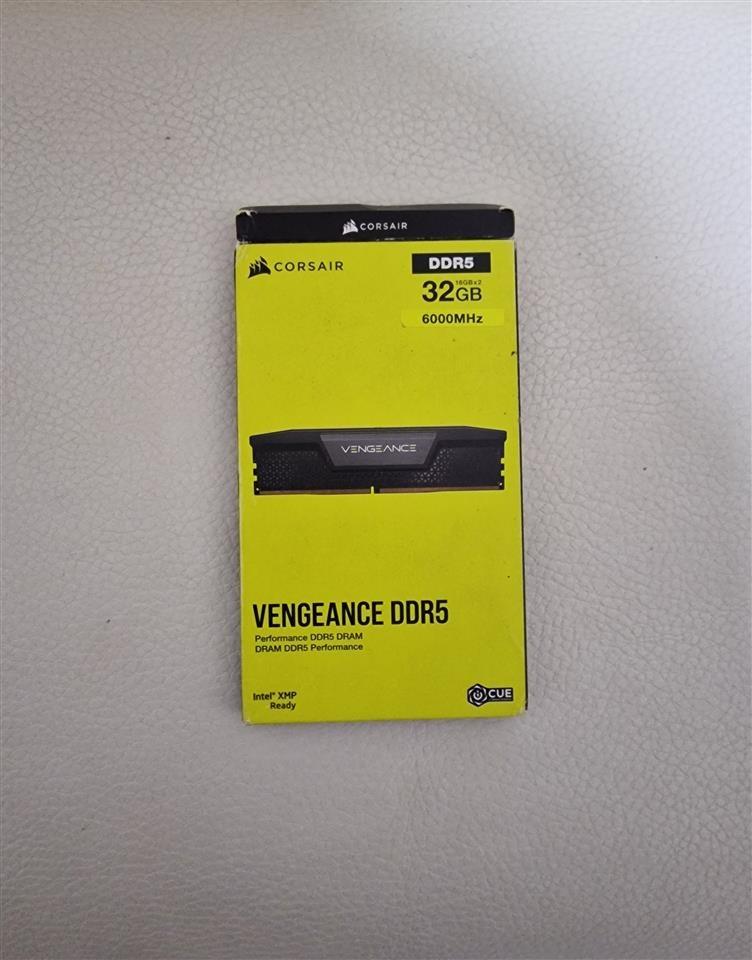 CORSAIR
CORSAIR
DDR5
32GB 16GBx2
6000MHz
VENGEANCE
VENGEANCE DDR5
Performance DDR5 DRAM
DRAM DDR5 Performance
Intel® XMP
Ready
iCUE